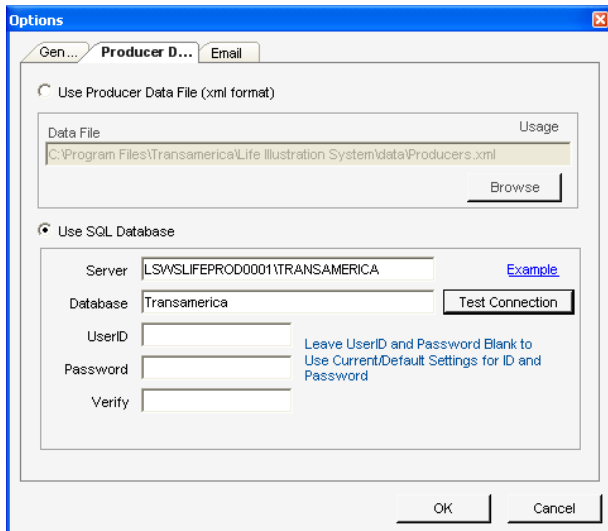 Options
Gen... Producer D... Email
Use Producer Data File (xml format)
Data File Usage
C:\Program Files\Transamerica\Life Illustration System\data\Producers.xml
Browse
Use SQL Database
Server LSWSLIFEPROD0001\TRANSAMERICA Example
Database Transamerica Test Connection
UserID
Leave UserID and Password Blank to
Use Current/Default Settings for ID and
Password
Password
Verify
OK Cancel